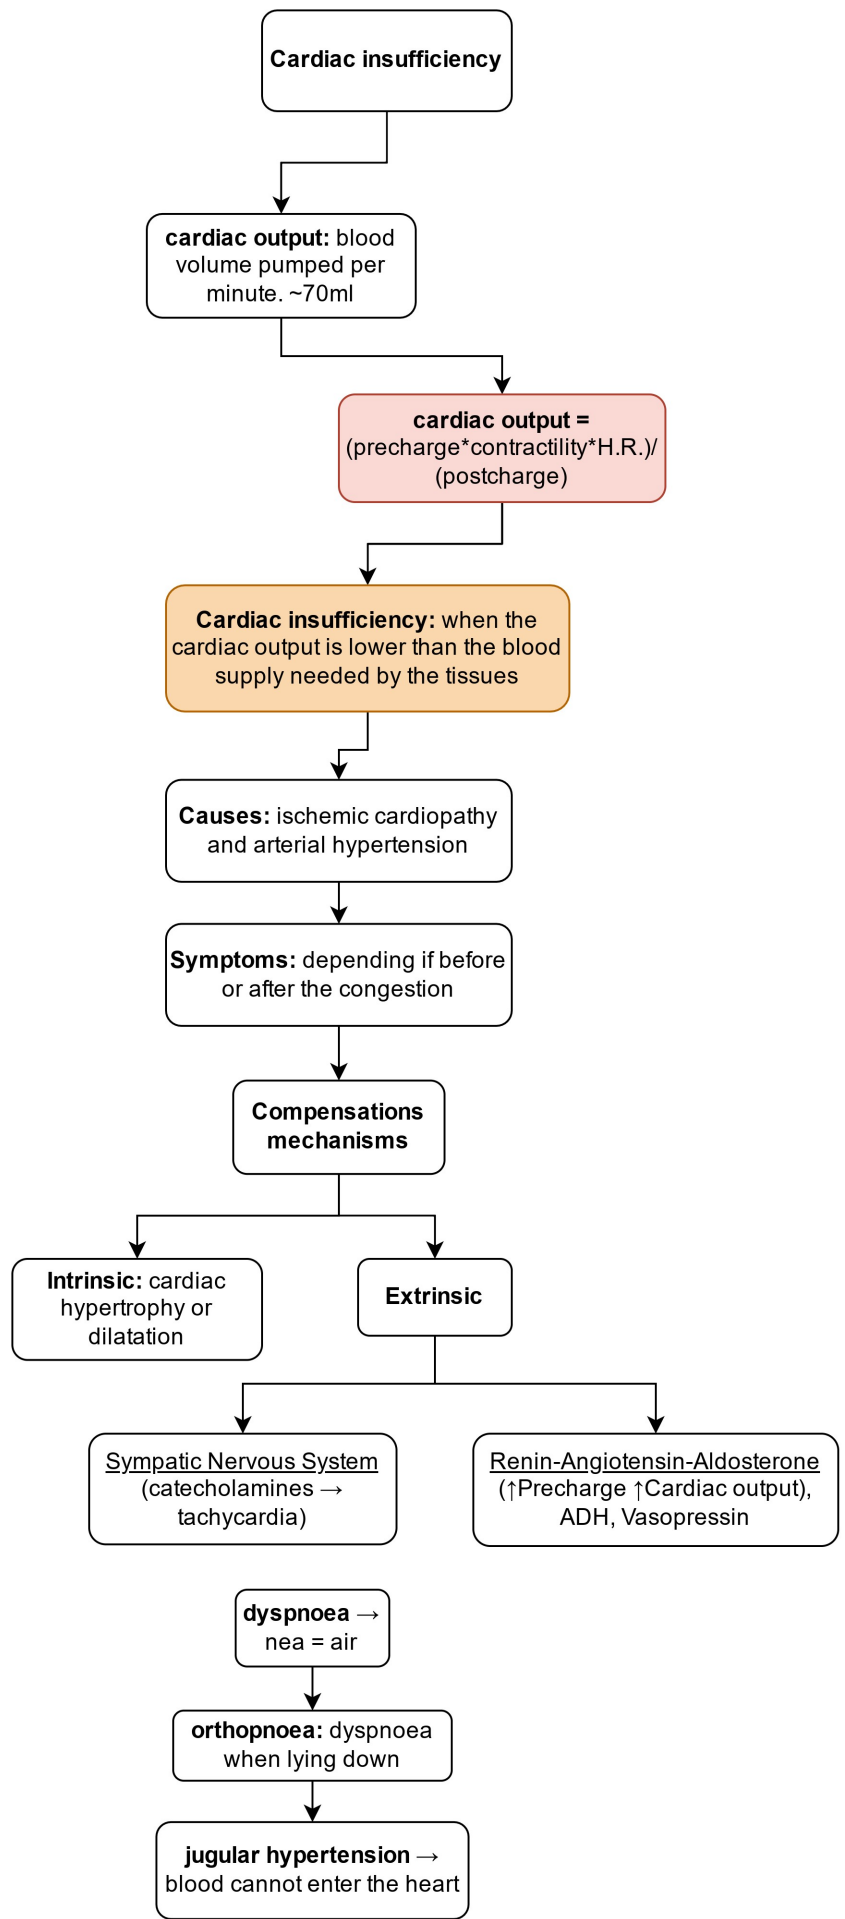 Cardiac insufficiency
cardiac output: blood
volume pumped per
minute. ~70ml
cardiac output =
(precharge*contractility*H.R.)/
(postcharge)
Cardiac insufficiency: when the
cardiac output is lower than the blood
supply needed by the tissues
Causes: ischemic cardiopathy
and arterial hypertension
Symptoms: depending if before
or after the congestion
Compensations
mechanisms
Intrinsic: cardiac
hypertrophy or
dilatation
Extrinsic
Sympatic Nervous System
(catecholamines →
tachycardia)
Renin-Angiotensin-Aldosterone
(↑Precharge ↑Cardiac output),
ADH, Vasopressin
dyspnoea →
nea = air
orthopnoea: dyspnoea
when lying down
jugular hypertension →
blood cannot enter the heart